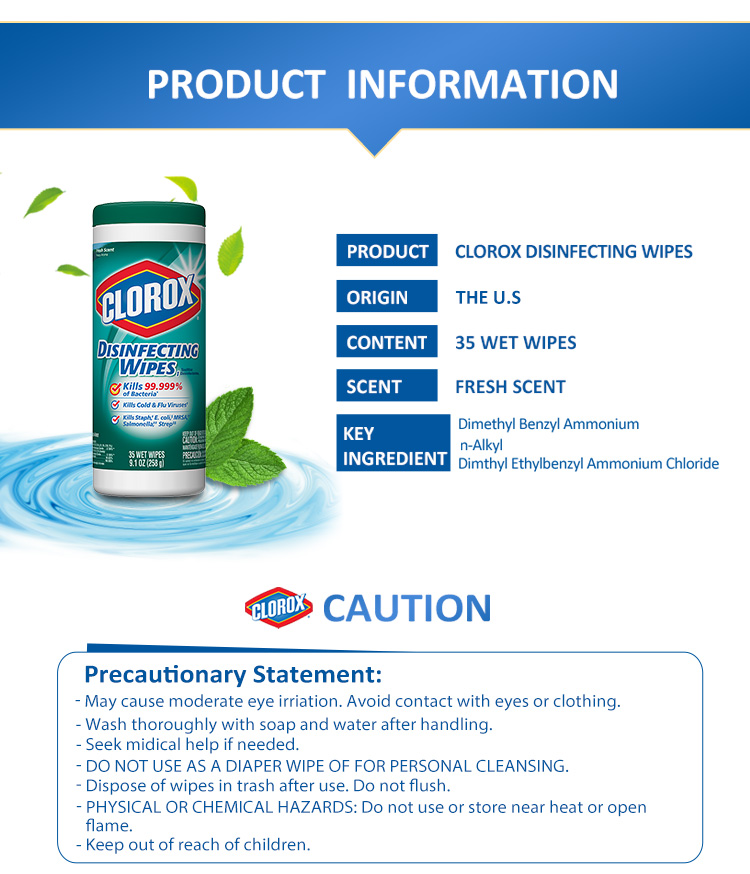 PRODUCT INFORMATION
Fresh Scent
CLOROX
DISINFECTING
WIPES
Kills 99.999%
of Bacteria
Kills Cold & Flu Viruses
Kills Staph, E. coli, MRSA,
Salmonella, Strep
35 WET WIPES
9.1 OZ (258 g)
PRODUCT CLOROX DISINFECTING WIPES
ORIGIN THE U.S
CONTENT 35 WET WIPES
SCENT FRESH SCENT
KEY
INGREDIENT
Dimethyl Benzyl Ammonium
n-Alkyl
Dimthyl Ethylbenzyl Ammonium Chloride
CLOROX CAUTION
Precautionary Statement:
- May cause moderate eye irriation. Avoid contact with eyes or clothing.
- Wash thoroughly with soap and water after handling.
- Seek midical help if needed.
- DO NOT USE AS A DIAPER WIPE OF FOR PERSONAL CLEANSING.
- Dispose of wipes in trash after use. Do not flush.
- PHYSICAL OR CHEMICAL HAZARDS: Do not use or store near heat or open
flame.
- Keep out of reach of children.